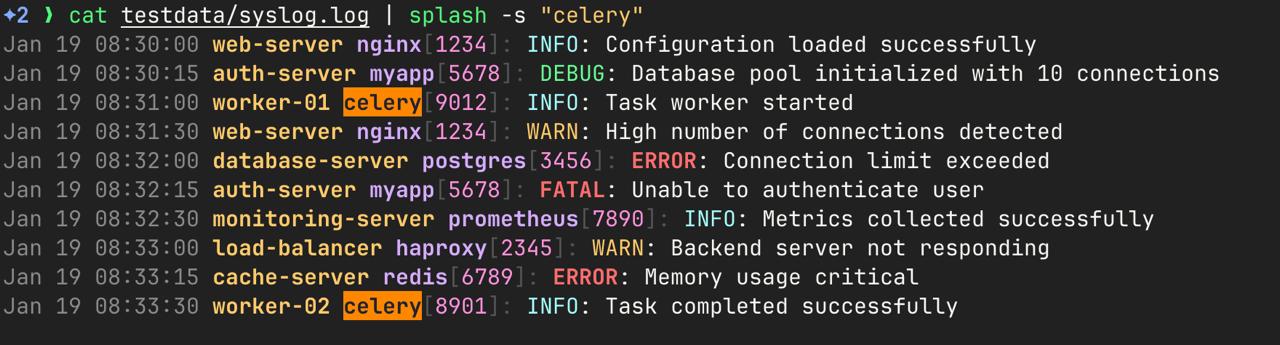 ✦2 ❯ cat testdata/syslog.log | splash -s "celery"
Jan 19 08:30:00 web-server nginx[1234]: INFO: Configuration loaded successfully
Jan 19 08:30:15 auth-server myapp[5678]: DEBUG: Database pool initialized with 10 connections
Jan 19 08:31:00 worker-01 celery[9012]: INFO: Task worker started
Jan 19 08:31:30 web-server nginx[1234]: WARN: High number of connections detected
Jan 19 08:32:00 database-server postgres[3456]: ERROR: Connection limit exceeded
Jan 19 08:32:15 auth-server myapp[5678]: FATAL: Unable to authenticate user
Jan 19 08:32:30 monitoring-server prometheus[7890]: INFO: Metrics collected successfully
Jan 19 08:33:00 load-balancer haproxy[2345]: WARN: Backend server not responding
Jan 19 08:33:15 cache-server redis[6789]: ERROR: Memory usage critical
Jan 19 08:33:30 worker-02 celery[8901]: INFO: Task completed successfully